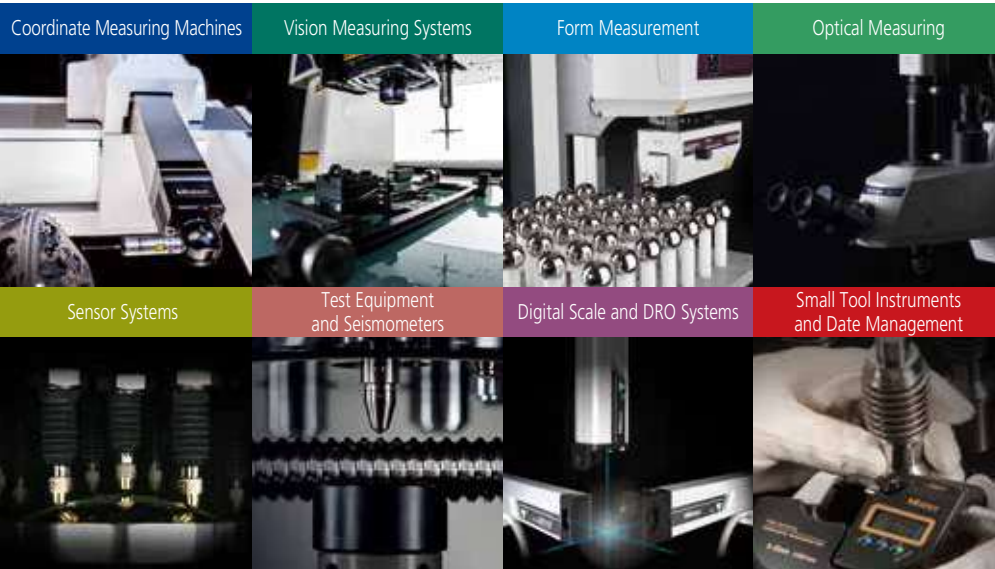 Coordinate Measuring Machines
Vision Measuring Systems
Form Measurement
Optical Measuring
Sensor Systems
Test Equipment
and Seismometers
Digital Scale and DRO Systems
Small Tool Instruments
and Date Management
Mitutoyo